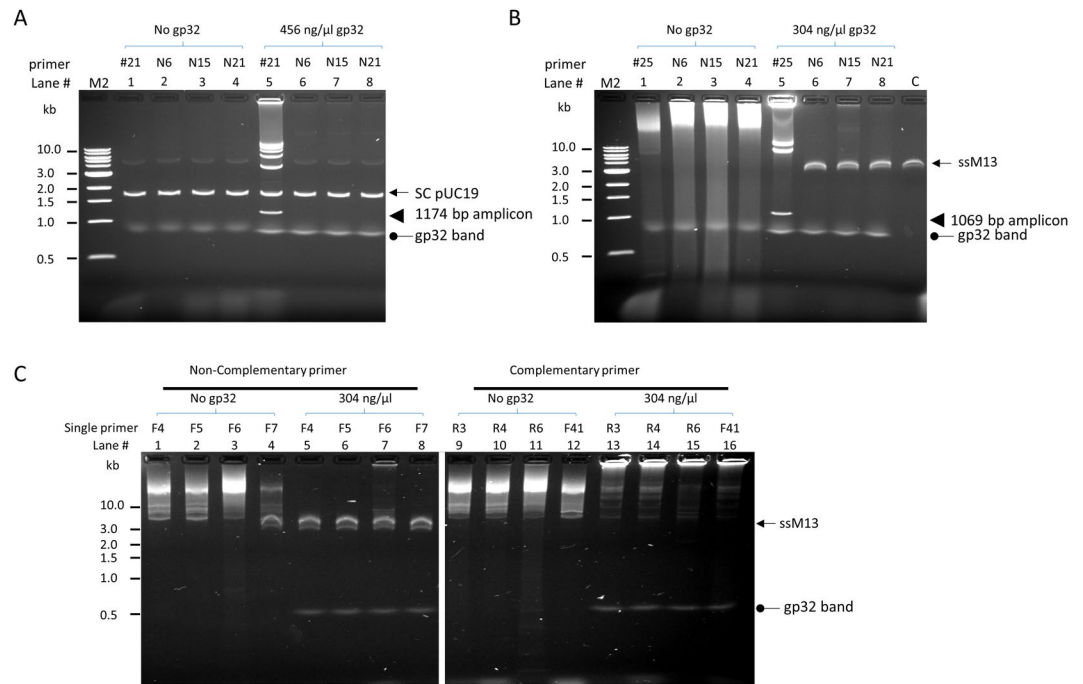 A
No gp32 456 ng/µl gp32
primer #21 N6 N15 N21 #21 N6 N15 N21
Lane # M2 1 2 3 4 5 6 7 8
kb
10.0
3.0
2.0
1.5
1.0
0.5
SC pUC19
1174 bp amplicon
gp32 band
B
No gp32 304 ng/µl gp32
primer #25 N6 N15 N21 #25 N6 N15 N21
Lane # M2 1 2 3 4 5 6 7 8 C
kb
10.0
3.0
2.0
1.5
1.0
0.5
ssM13
1069 bp amplicon
gp32 band
C
Non-Complementary primer Complementary primer
No gp32 304 ng/µl No gp32 304 ng/µl
Single primer F4 F5 F6 F7 F4 F5 F6 F7 R3 R4 R6 F41 R3 R4 R6 F41
Lane # 1 2 3 4 5 6 7 8 9 10 11 12 13 14 15 16
kb
10.0
3.0
2.0
1.5
1.0
0.5
ssM13
gp32 band